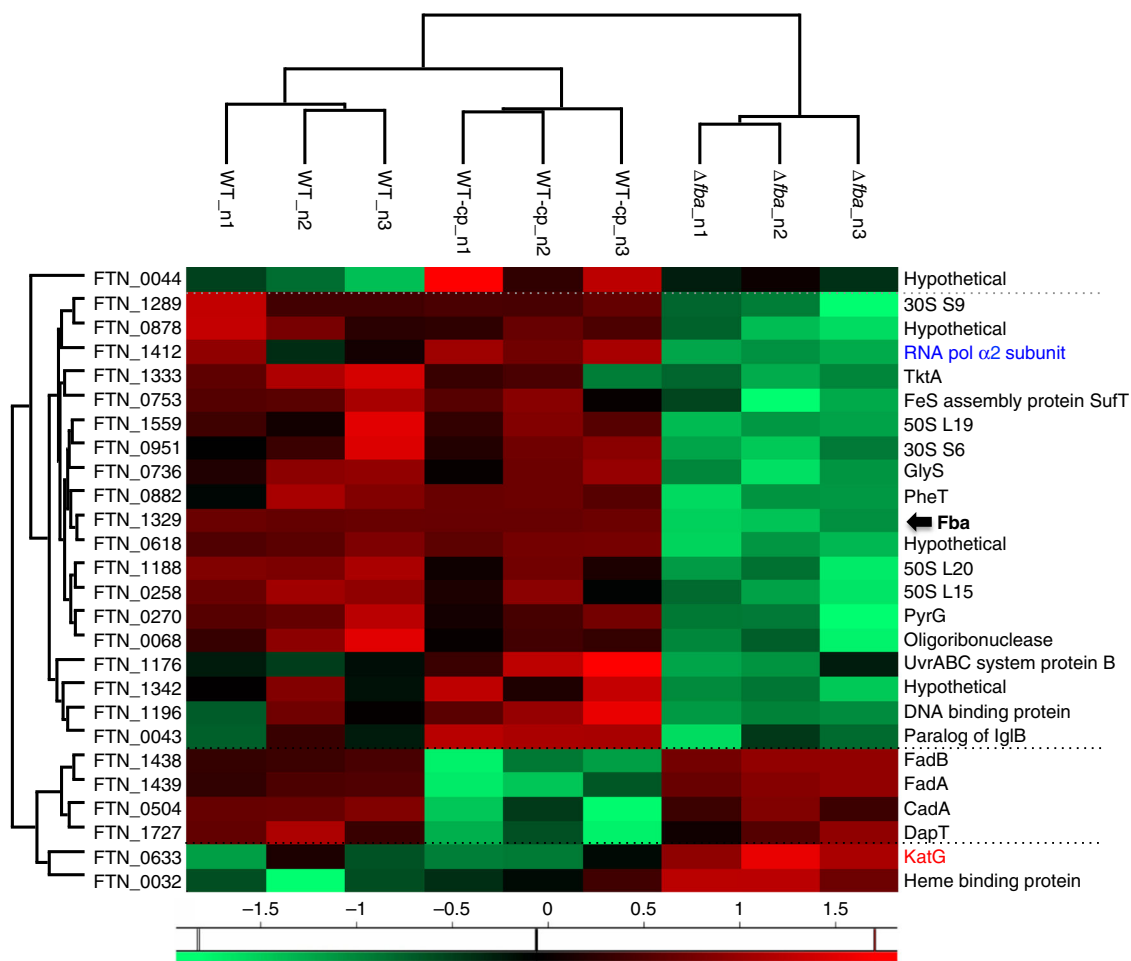 WT_n1
WT_n2
WT_n3
WT-cp_n1
WT-cp_n2
WT-cp_n3
Δfba_n1
Δfba_n2
Δfba_n3
FTN_0044 Hypothetical
FTN_1289 30S S9
FTN_0878 Hypothetical
FTN_1412 RNA pol α2 subunit
FTN_1333 TktA
FTN_0753 FeS assembly protein SufT
FTN_1559 50S L19
FTN_0951 30S S6
FTN_0736 GlyS
FTN_0882 PheT
FTN_1329 Fba
FTN_0618 Hypothetical
FTN_1188 50S L20
FTN_0258 50S L15
FTN_0270 PyrG
FTN_0068 Oligoribonuclease
FTN_1176 UvrABC system protein B
FTN_1342 Hypothetical
FTN_1196 DNA binding protein
FTN_0043 Paralog of IglB
FTN_1438 FadB
FTN_1439 FadA
FTN_0504 CadA
FTN_1727 DapT
FTN_0633 KatG
FTN_0032 Heme binding protein
−1.5 −1 −0.5 0 0.5 1 1.5